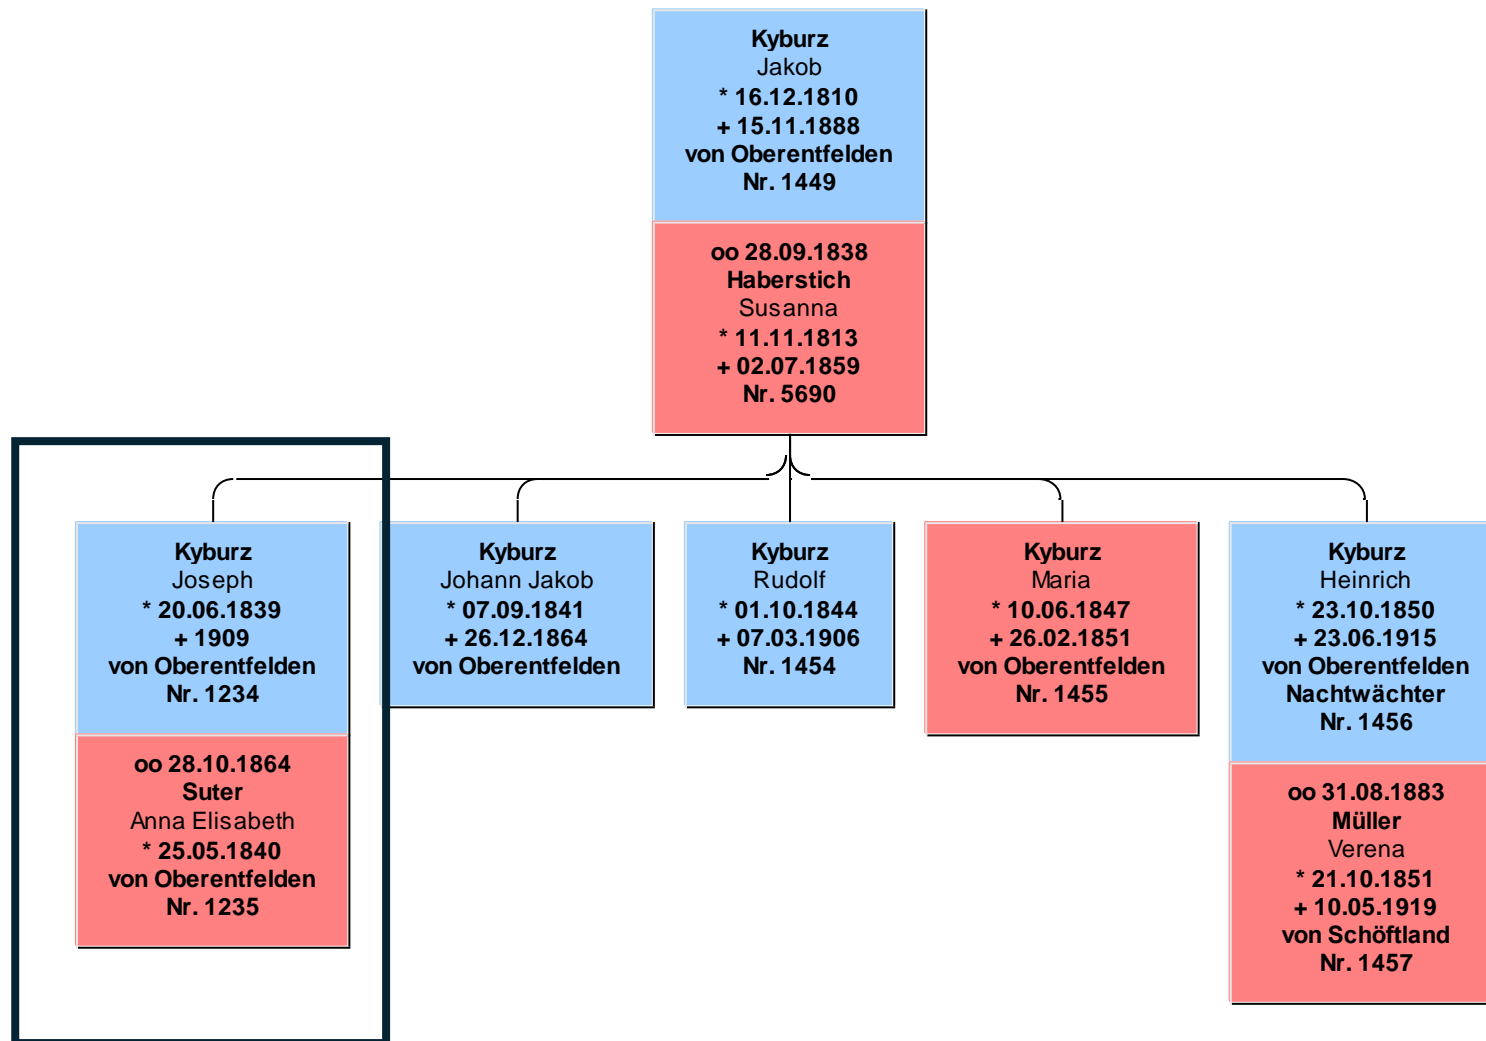 Kyburz
Jakob
* 16.12.1810
+ 15.11.1888
von Oberentfelden
Nr. 1449
oo 28.09.1838
Haberstich
Susanna
* 11.11.1813
+ 02.07.1859
Nr. 5690
Kyburz
Joseph
* 20.06.1839
+ 1909
von Oberentfelden
Nr. 1234
oo 28.10.1864
Suter
Anna Elisabeth
* 25.05.1840
von Oberentfelden
Nr. 1235
Kyburz
Johann Jakob
* 07.09.1841
+ 26.12.1864
von Oberentfelden
Kyburz
Rudolf
* 01.10.1844
+ 07.03.1906
Nr. 1454
Kyburz
Maria
* 10.06.1847
+ 26.02.1851
von Oberentfelden
Nr. 1455
Kyburz
Heinrich
* 23.10.1850
+ 23.06.1915
von Oberentfelden
Nachtwächter
Nr. 1456
oo 31.08.1883
Müller
Verena
* 21.10.1851
+ 10.05.1919
von Schöftland
Nr. 1457